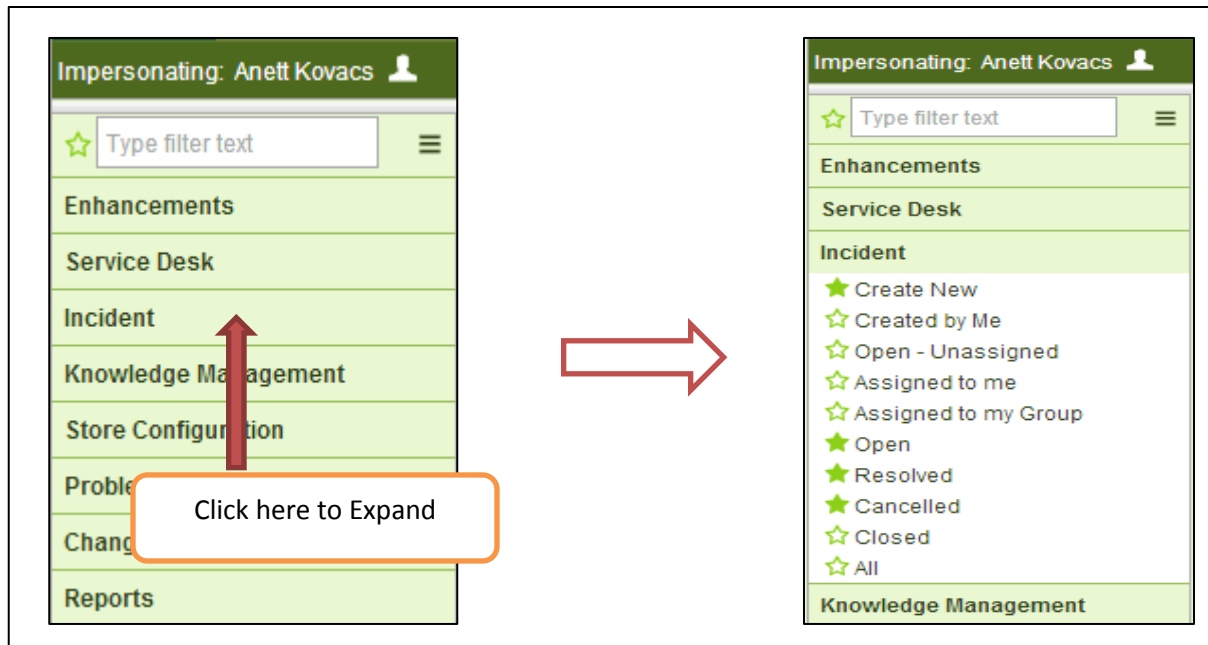 Impersonating: Anett Kovacs
Type filter text
Enhancements
Service Desk
Incident
Knowledge Management
Store Configuration
Click here to Expand
Reports
Impersonating: Anett Kovacs
Type filter text
Enhancements
Service Desk
Incident
Create New
Created by Me
Open - Unassigned
Assigned to me
Assigned to my Group
Open
Resolved
Cancelled
Closed
All
Knowledge Management